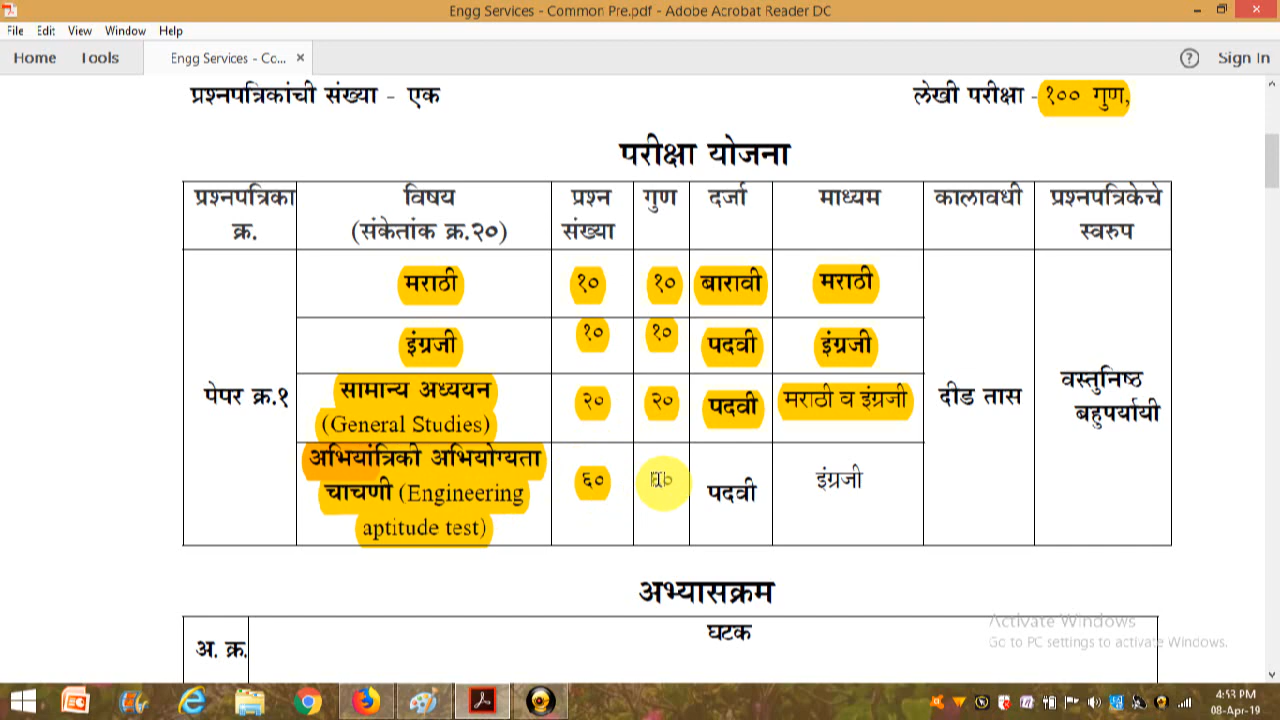 Engg Services - Common Pre.pdf - Adobe Acrobat Reader DC
File Edit View Window Help
Home Tools Engg Services - Co... × ? Sign In
प्रश्नपत्रिकांची संख्या - एक लेखी परीक्षा -१०० गुण,
परीक्षा योजना
प्रश्नपत्रिका विषय प्रश्न गुण दर्जा माध्यम कालावधी प्रश्नपत्रिकेचे
क्र. (संकेतांक क्र.२०) संख्या स्वरुप
मराठी १० १० बारावी मराठी
इंग्रजी १० १० पदवी इंग्रजी
पेपर क्र.१ सामान्य अध्ययन २० २० पदवी मराठी व इंग्रजी दीड तास वस्तुनिष्ठ
(General Studies) बहुपर्यायी
अभियांत्रिकी अभियोग्यता
चाचणी (Engineering ६० ६० पदवी इंग्रजी
aptitude test)
अभ्यासक्रम
अ. क्र. घटक
Activate Windows
Go to PC settings to activate Windows.
4:53 PM
08-Apr-19